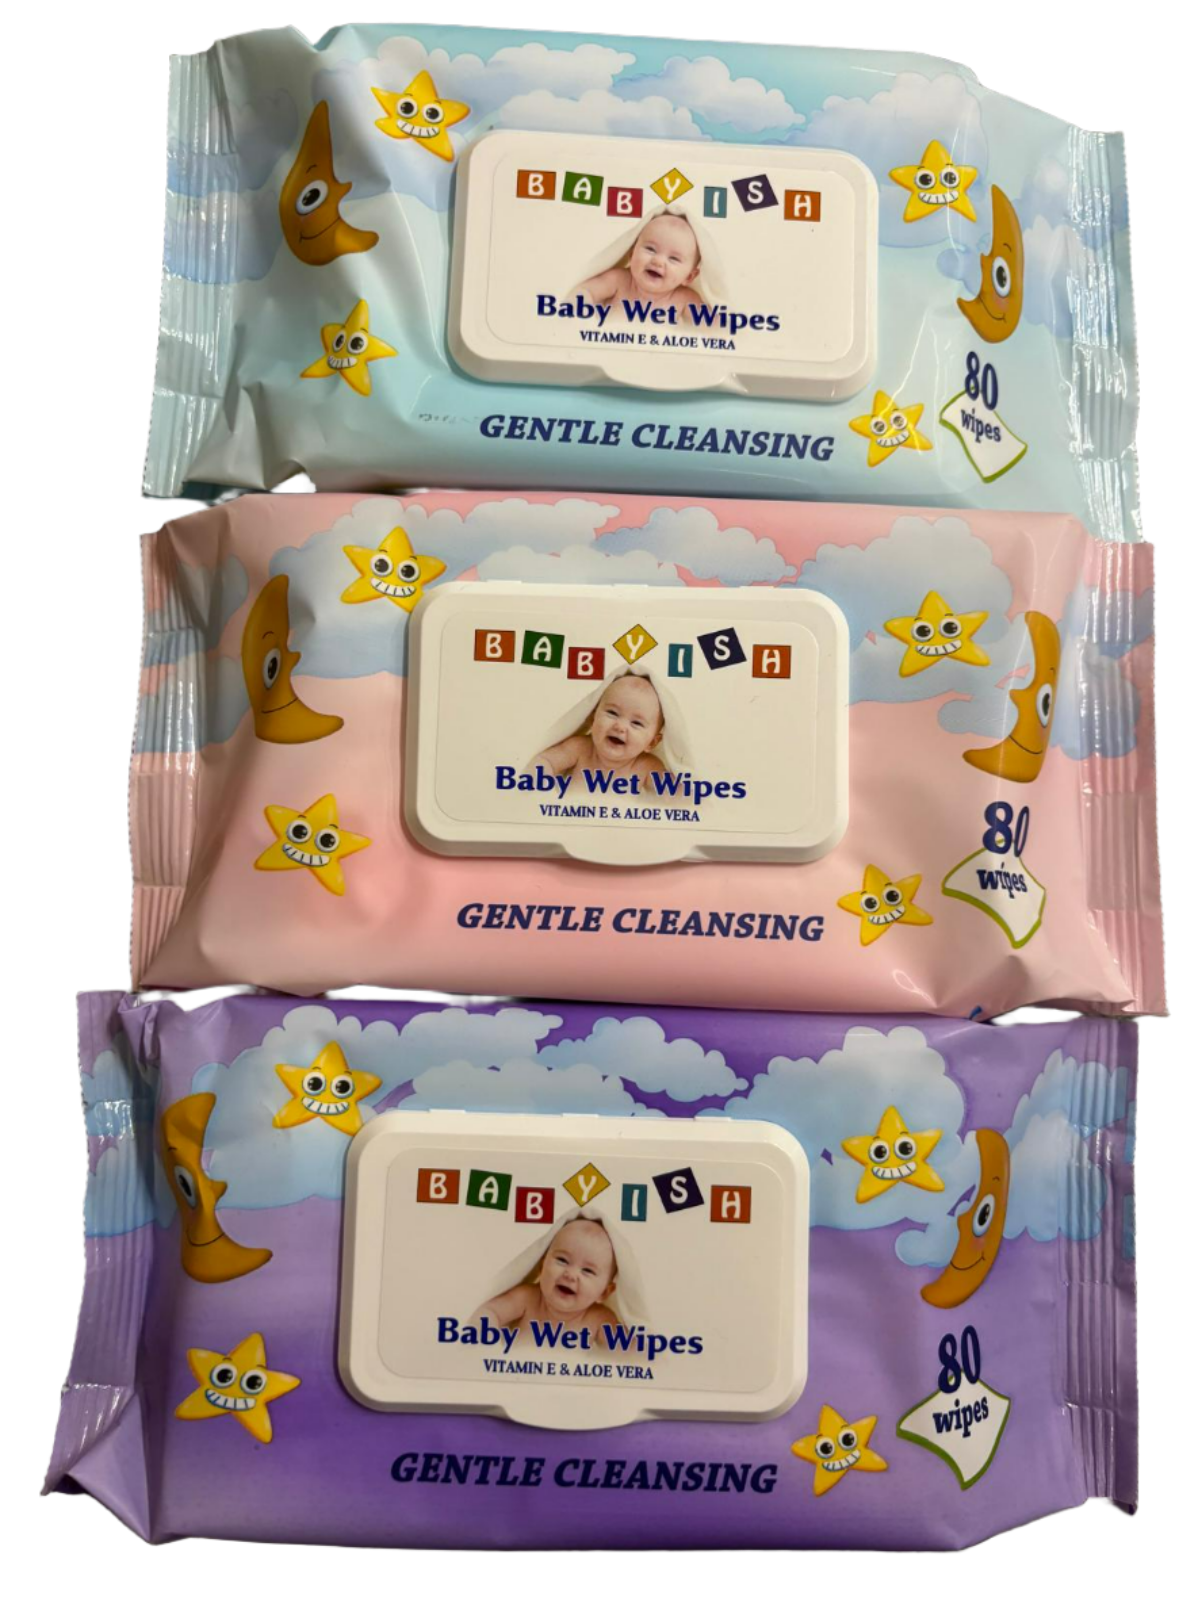 BABYISH
Baby Wet Wipes
VITAMIN E & ALOE VERA
80
wipes
GENTLE CLEANSING
BABYISH
Baby Wet Wipes
VITAMIN E & ALOE VERA
80
wipes
GENTLE CLEANSING
BABYISH
Baby Wet Wipes
VITAMIN E & ALOE VERA
80
wipes
GENTLE CLEANSING